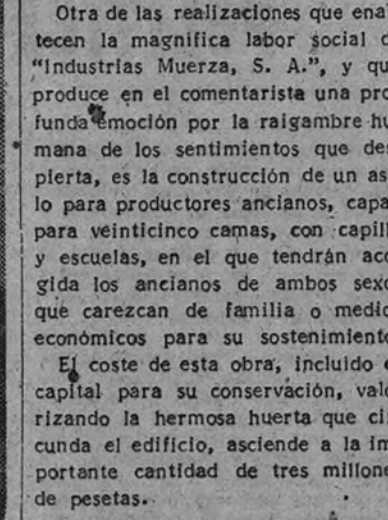 Otra de las realizaciones que enal
tecen la magnífica labor social d
"Industrias Muerza, S. A.", y qu
produce en el comentarista una pro
funda emoción por la raigambre hu
mana de los sentimientos que des
pierta, es la construcción de un asi
lo para productores ancianos, capa
para veinticinco camas, con capill
y escuelas, en el que tendrán aco
gida los ancianos de ambos sexo
que carezcan de familia o medio
económicos para su sostenimiento
El coste de esta obra, incluido e
capital para su conservación, valo
rizando la hermosa huerta que cir
cunda el edificio, asciende a la im
portante cantidad de tres millone
de pesetas.